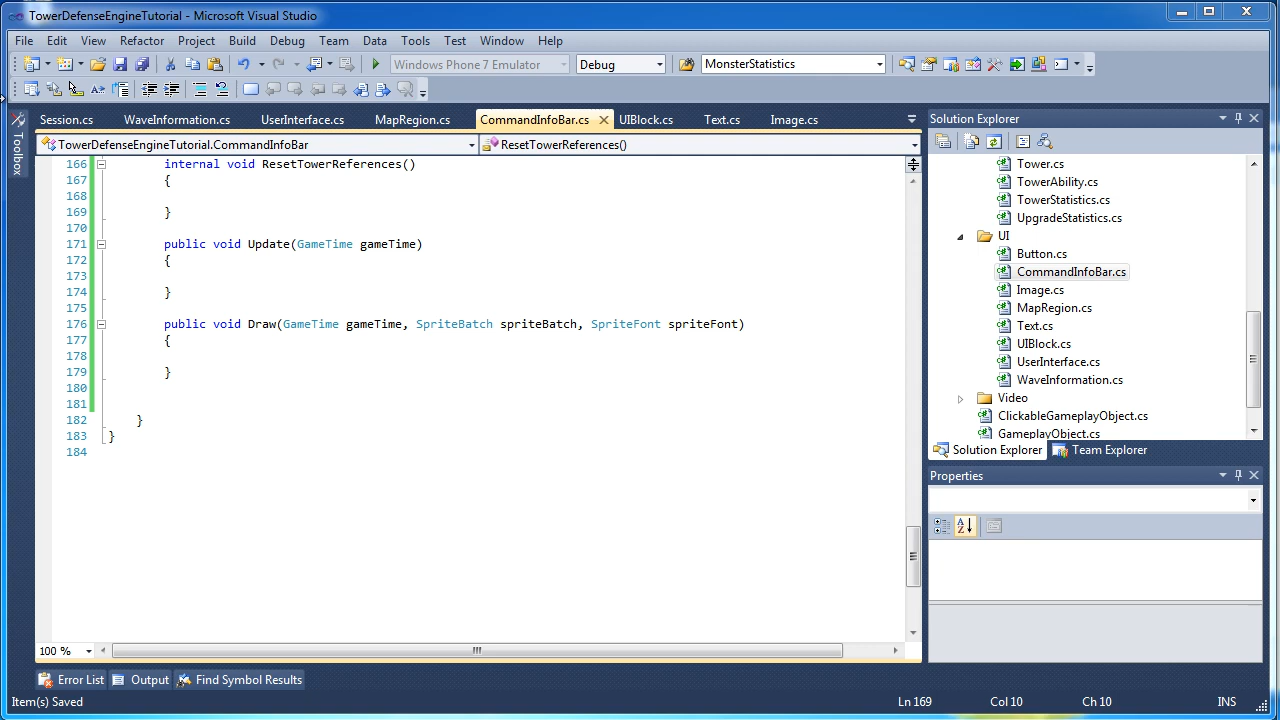 TowerDefenseEngineTutorial - Microsoft Visual Studio
File Edit View Refactor Project Build Debug Team Data Tools Test Window Help
Windows Phone 7 Emulator Debug MonsterStatistics
Session.cs WaveInformation.cs UserInterface.cs MapRegion.cs CommandInfoBar.cs UIBlock.cs Text.cs Image.cs
TowerDefenseEngineTutorial.CommandInfoBar ResetTowerReferences()
Toolbox
166 internal void ResetTowerReferences()
167 {
168
169 }
170
171 public void Update(GameTime gameTime)
172 {
173
174 }
175
176 public void Draw(GameTime gameTime, SpriteBatch spriteBatch, SpriteFont spriteFont)
177 {
178
179 }
180
181
182 }
183 }
184
100 %
Solution Explorer
Tower.cs
TowerAbility.cs
TowerStatistics.cs
UpgradeStatistics.cs
UI
Button.cs
CommandInfoBar.cs
Image.cs
MapRegion.cs
Text.cs
UIBlock.cs
UserInterface.cs
WaveInformation.cs
Video
ClickableGameplayObject.cs
GameplayObject.cs
Solution Explorer Team Explorer
Properties
Error List Output Find Symbol Results
Item(s) Saved Ln 169 Col 10 Ch 10 INS